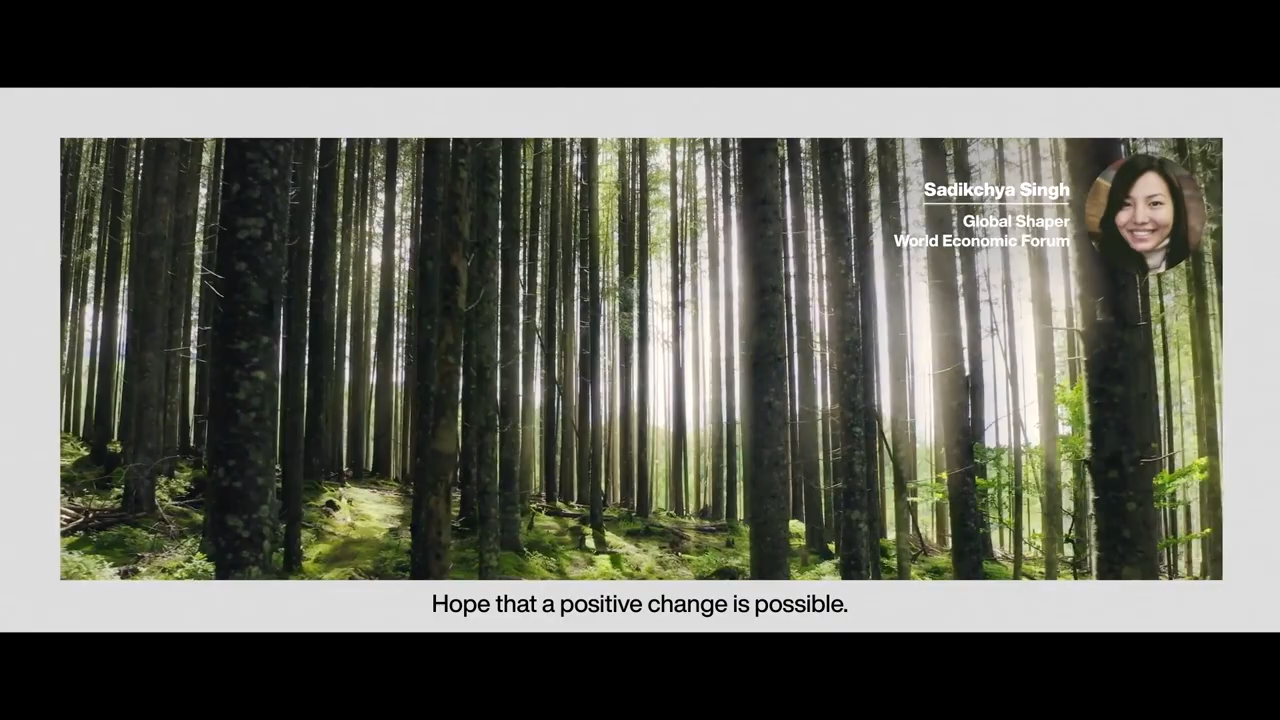 Sadikchya Singh
Global Shaper
World Economic Forum
Hope that a positive change is possible.